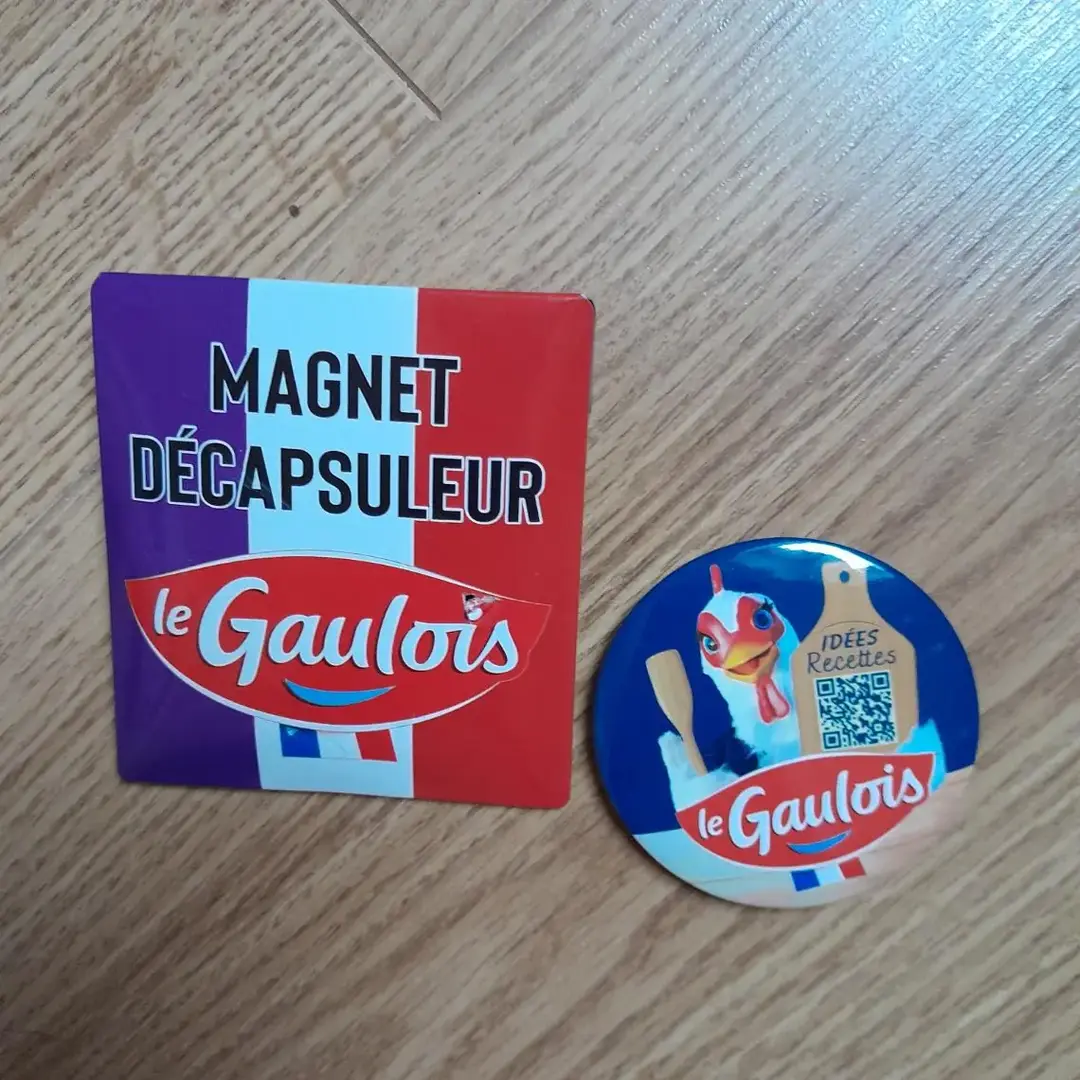 MAGNET
DÉCAPSULEUR
le Gaulois
IDÉES
Recettes
le Gaulois